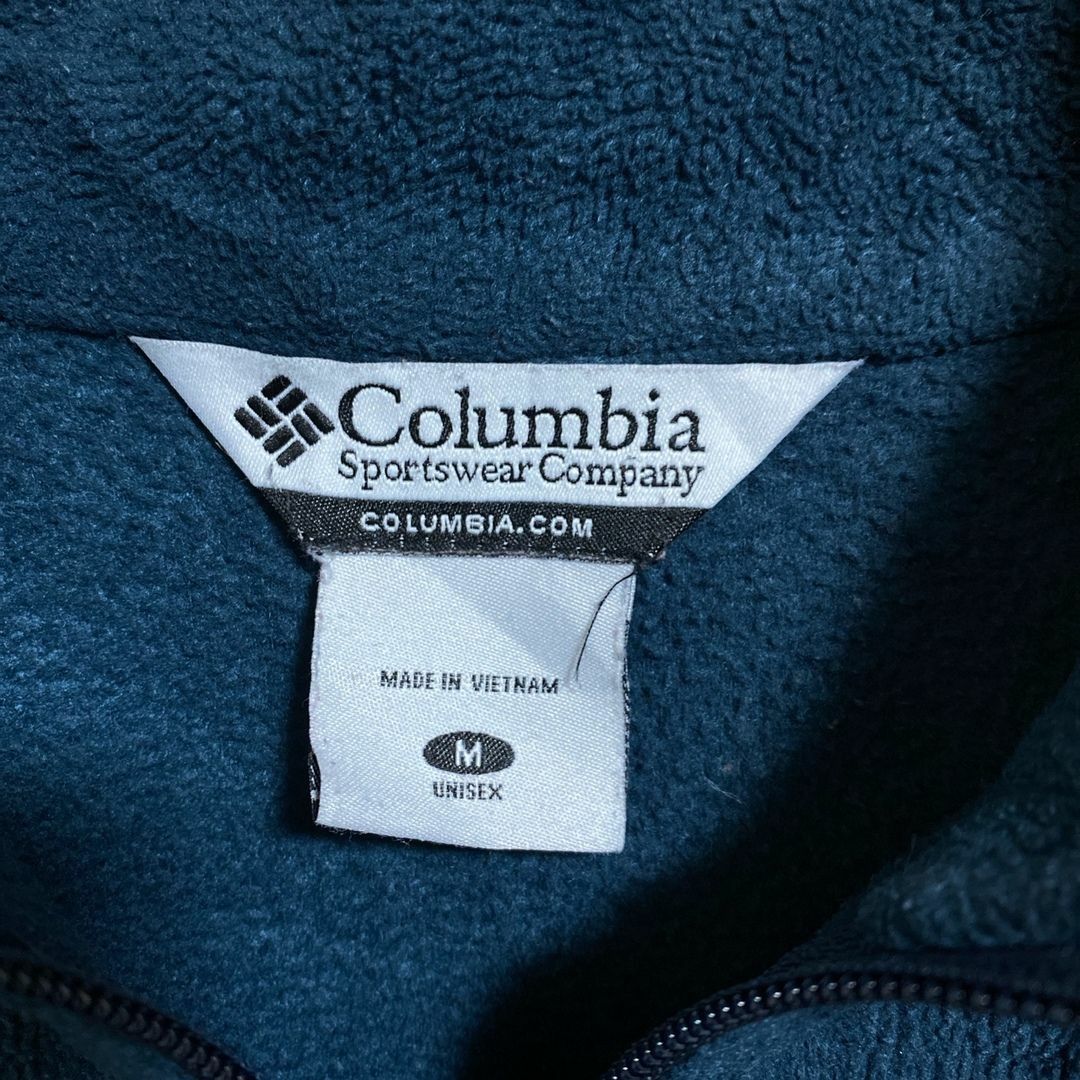 Columbia
Sportswear Company
COLUMBIA.COM
MADE IN VIETNAM
M
UNISEX